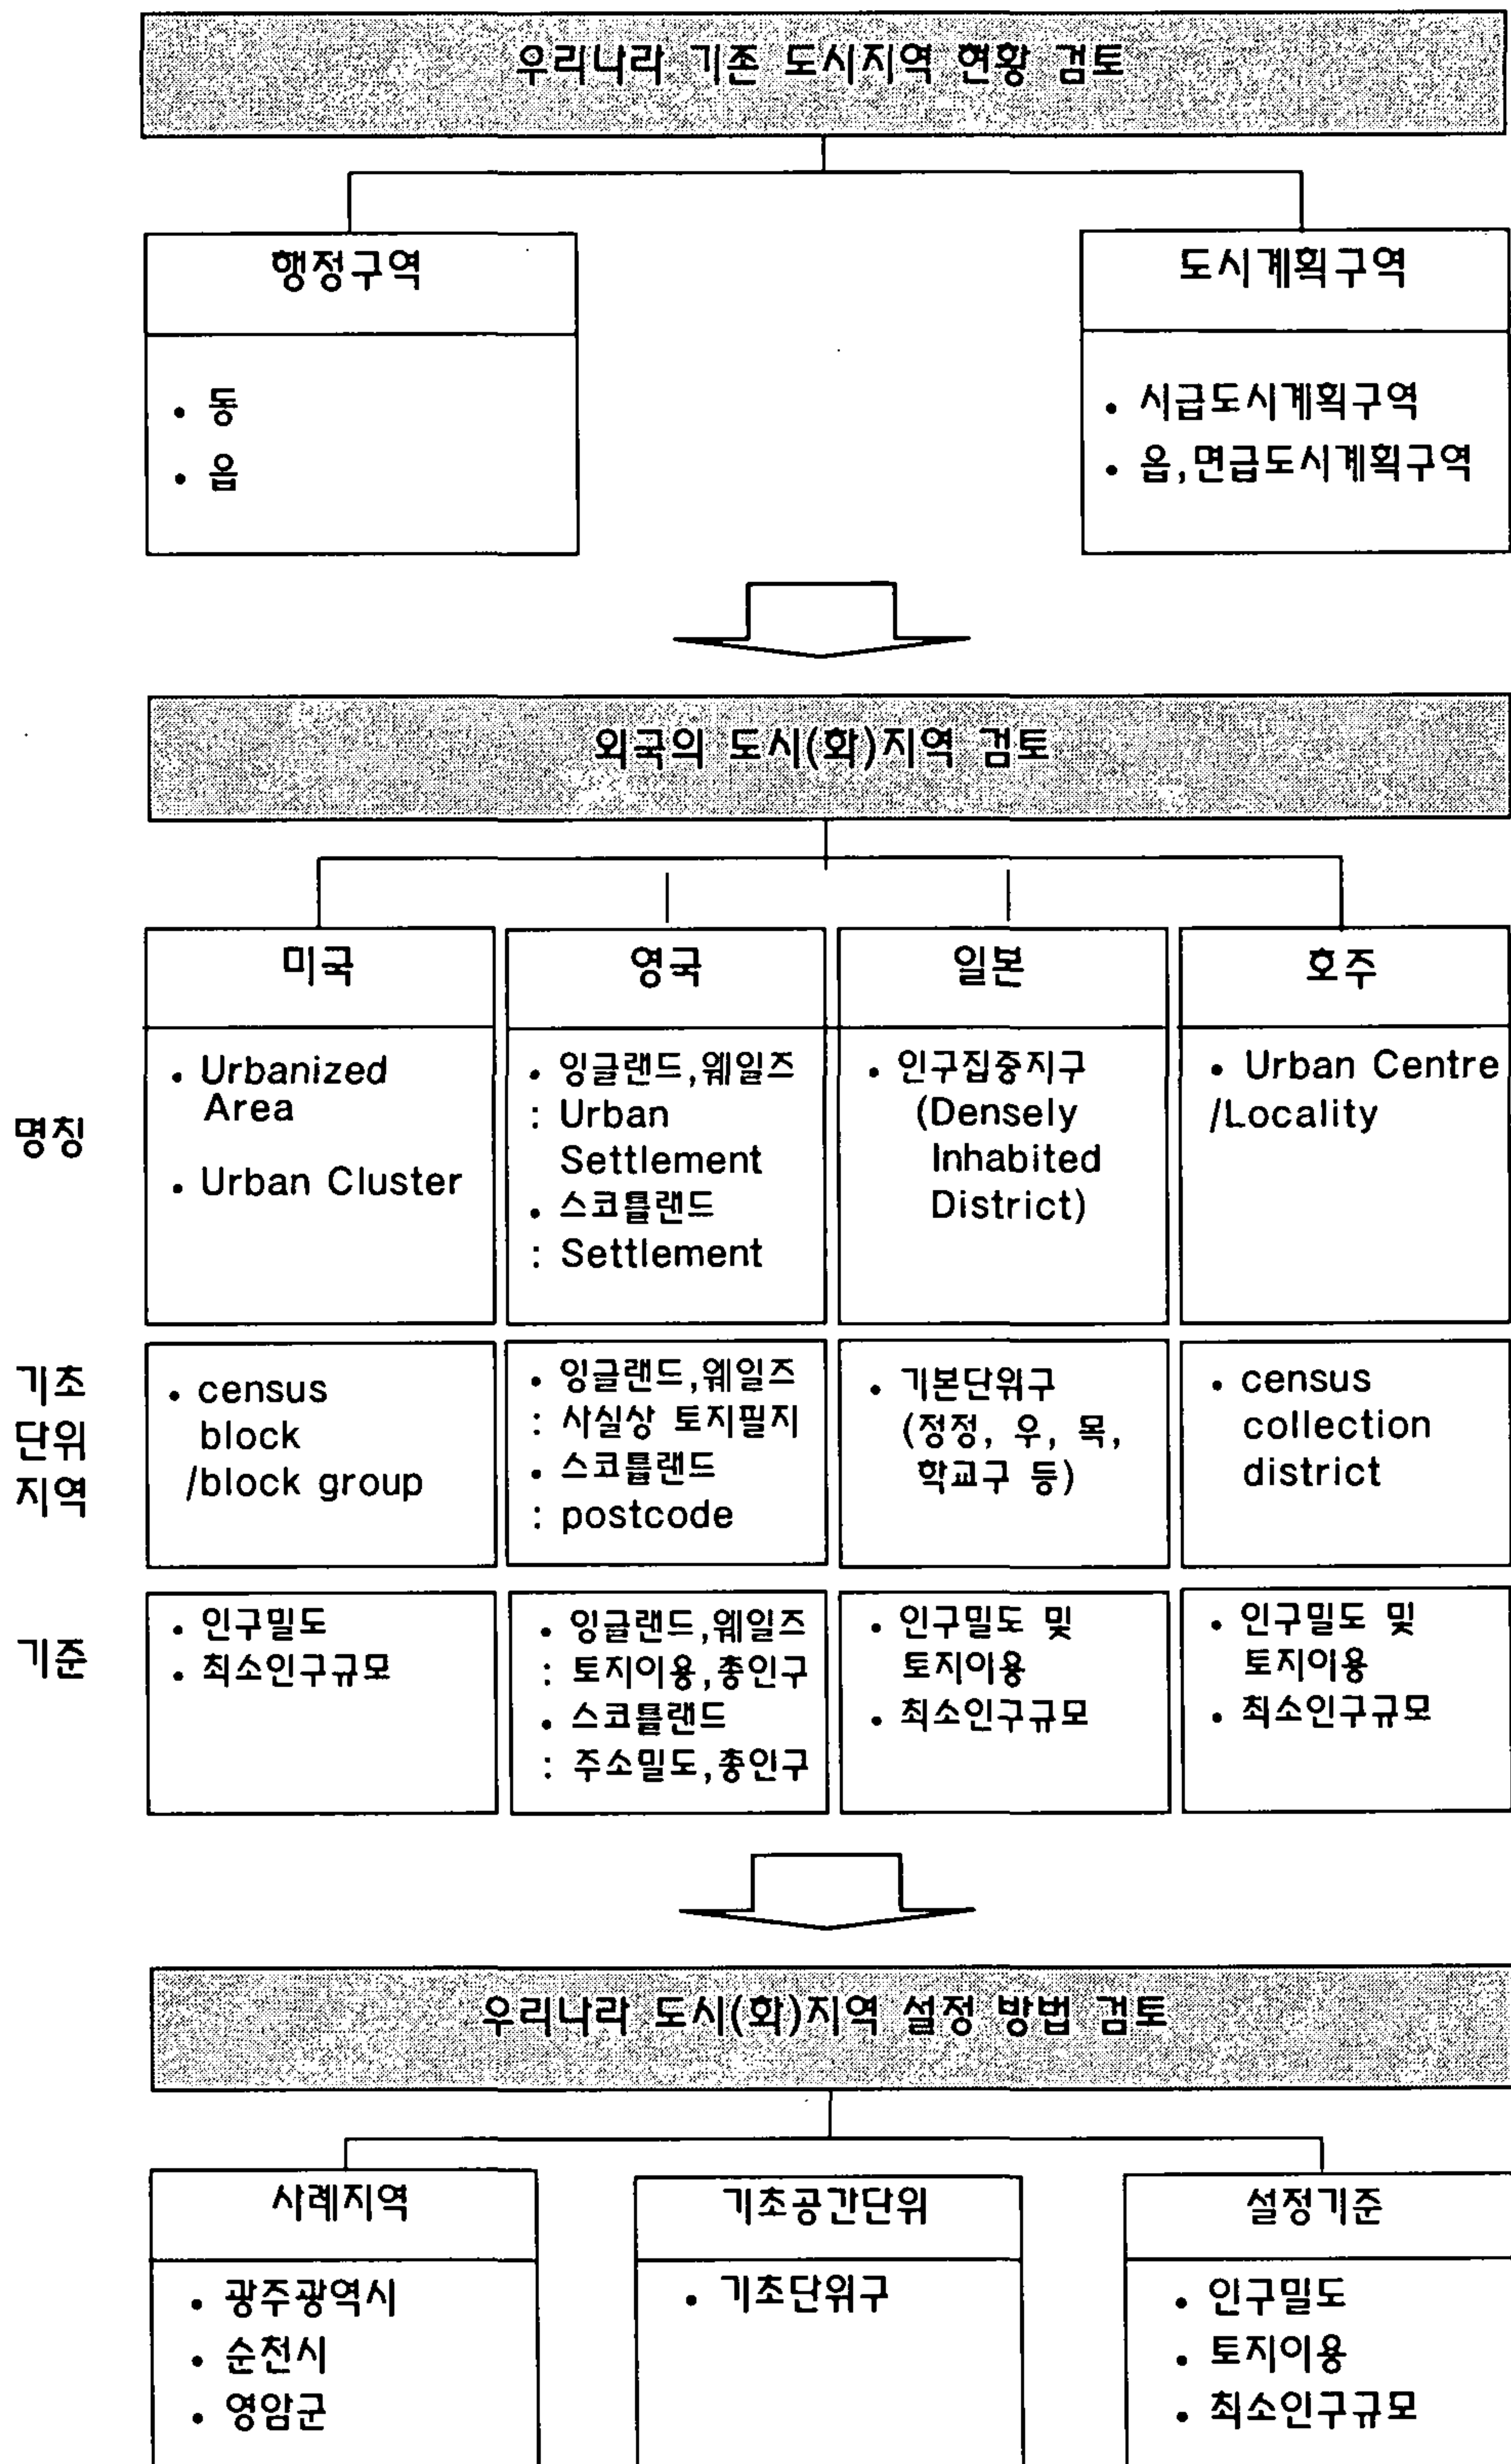 우리나라 기존 도시지역 현황 검토
행정구역
• 동
• 읍
도시계획구역
• 시급도시계획구역
• 읍,면급도시계획구역
외국의 도시(화)지역 검토
미국
영국
일본
호주
명칭
• Urbanized
Area
• Urban Cluster
• 잉글랜드,웨일즈
: Urban
Settlement
• 스코틀랜드
: Settlement
• 인구집중지구
(Densely
Inhabited
District)
• Urban Centre
/Locality
기초
단위
지역
• census
block
/block group
• 잉글랜드,웨일즈
: 사실상 토지필지
• 스코틀랜드
: postcode
• 기본단위구
(정정, 우, 목,
학교구 등)
• census
collection
district
기준
• 인구밀도
• 최소인구규모
• 잉글랜드,웨일즈
: 토지이용,총인구
• 스코틀랜드
: 주소밀도,총인구
• 인구밀도 및
토지이용
• 최소인구규모
• 인구밀도 및
토지이용
• 최소인구규모
우리나라 도시(화)지역 설정 방법 검토
사례지역
• 광주광역시
• 순천시
• 영암군
기초공간단위
• 기초단위구
설정기준
• 인구밀도
• 토지이용
• 최소인구규모